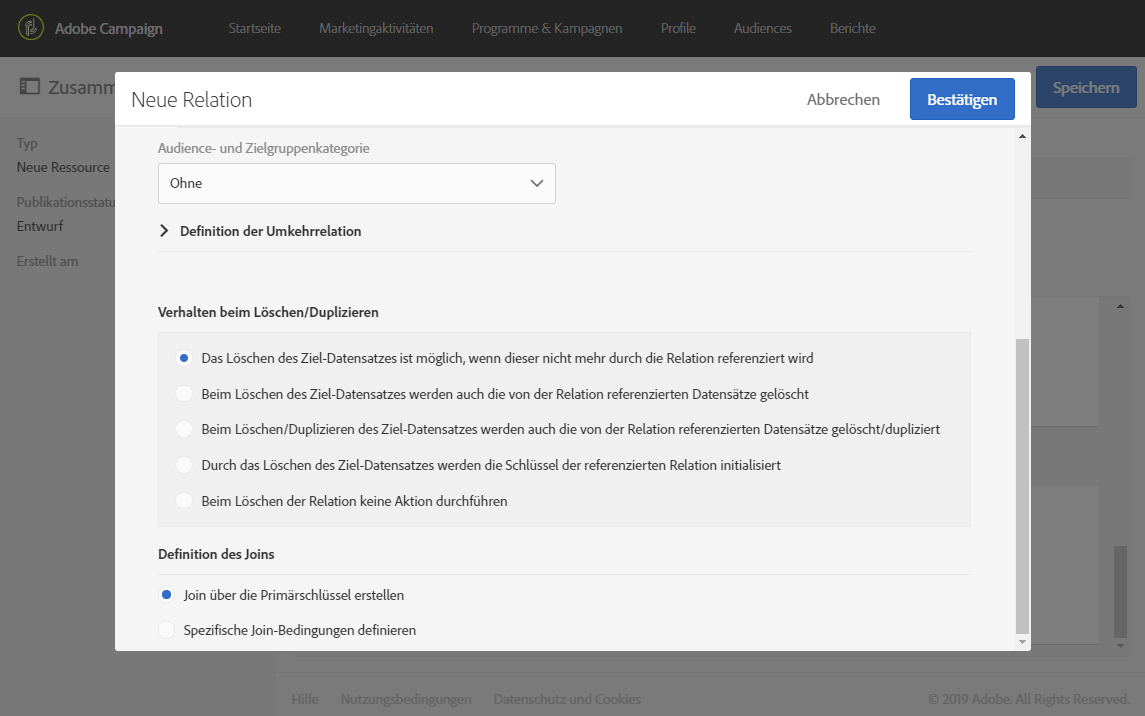 Adobe Campaign
Startseite
Marketingaktivitäten
Programme & Kampagnen
Profile
Audiences
Berichte
Zusamm
Speichern
Neue Relation
Abbrechen
Bestätigen
Typ
Neue Ressource
Publikationsstatu
Entwurf
Erstellt am
Audience- und Zielgruppenkategorie
Ohne
Definition der Umkehrrelation
Verhalten beim Löschen/Duplizieren
Das Löschen des Ziel-Datensatzes ist möglich, wenn dieser nicht mehr durch die Relation referenziert wird
Beim Löschen des Ziel-Datensatzes werden auch die von der Relation referenzierten Datensätze gelöscht
Beim Löschen/Duplizieren des Ziel-Datensatzes werden auch die von der Relation referenzierten Datensätze gelöscht/dupliziert
Durch das Löschen des Ziel-Datensatzes werden die Schlüssel der referenzierten Relation initialisiert
Beim Löschen der Relation keine Aktion durchführen
Definition des Joins
Join über die Primärschlüssel erstellen
Spezifische Join-Bedingungen definieren
Hilfe
Nutzungsbedingungen
Datenschutz und Cookies
© 2019 Adobe. All Rights Reserved.